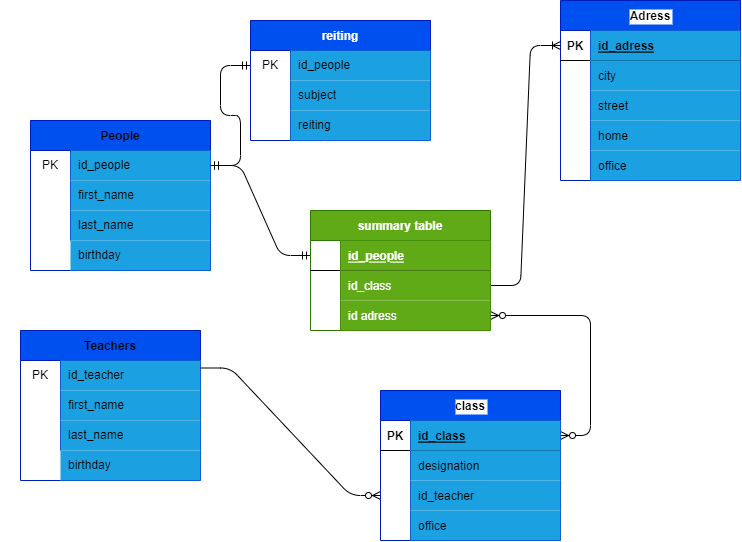 reiting
PK id_people
subject
reiting
Adress
PK id_adress
city
street
home
office
People
PK id_people
first_name
last_name
birthday
summary table
id_people
id_class
id adress
Teachers
PK id_teacher
first_name
last_name
birthday
class
PK id_class
designation
id_teacher
office